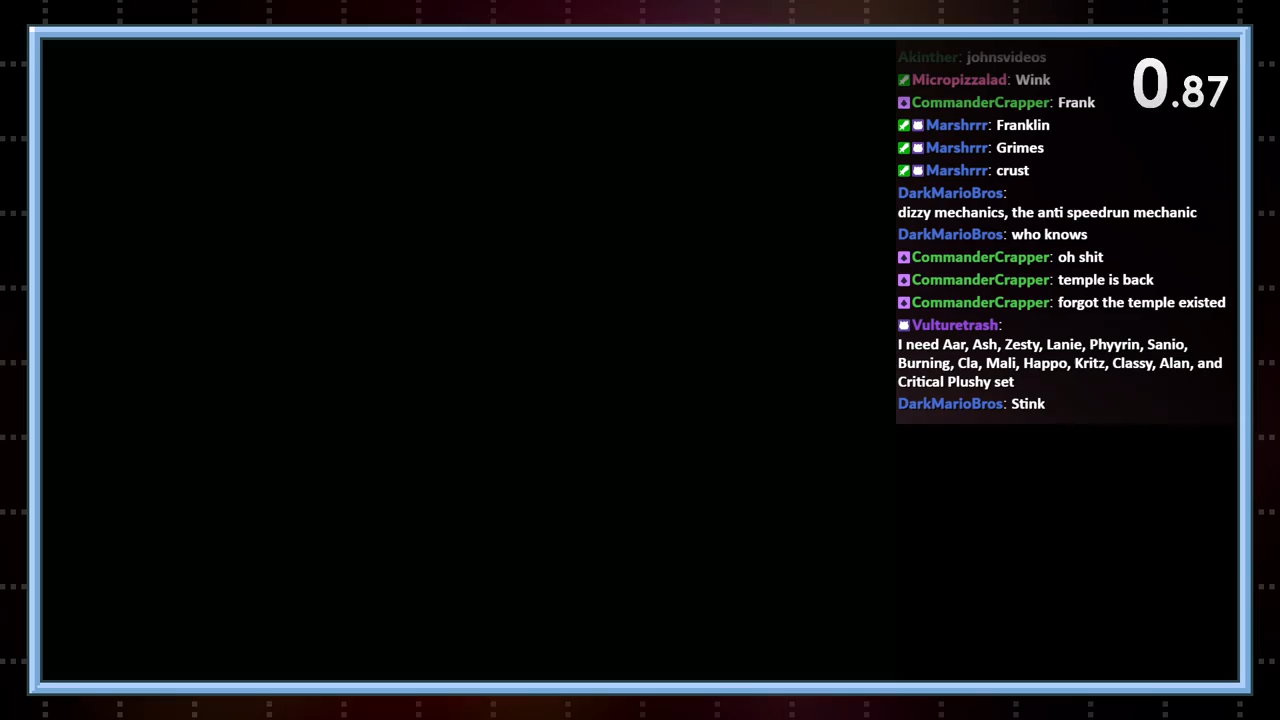 Akinther: johnsvideos
0.87
Micropizzalad: Wink
CommanderCrapper: Frank
Marshrrr: Franklin
Marshrrr: Grimes
Marshrrr: crust
DarkMarioBros:
dizzy mechanics, the anti speedrun mechanic
DarkMarioBros: who knows
CommanderCrapper: oh shit
CommanderCrapper: temple is back
CommanderCrapper: forgot the temple existed
Vulturetrash:
I need Aar, Ash, Zesty, Lanie, Phyyrin, Sanio,
Burning, Cla, Mali, Happo, Kritz, Classy, Alan, and
Critical Plushy set
DarkMarioBros: Stink